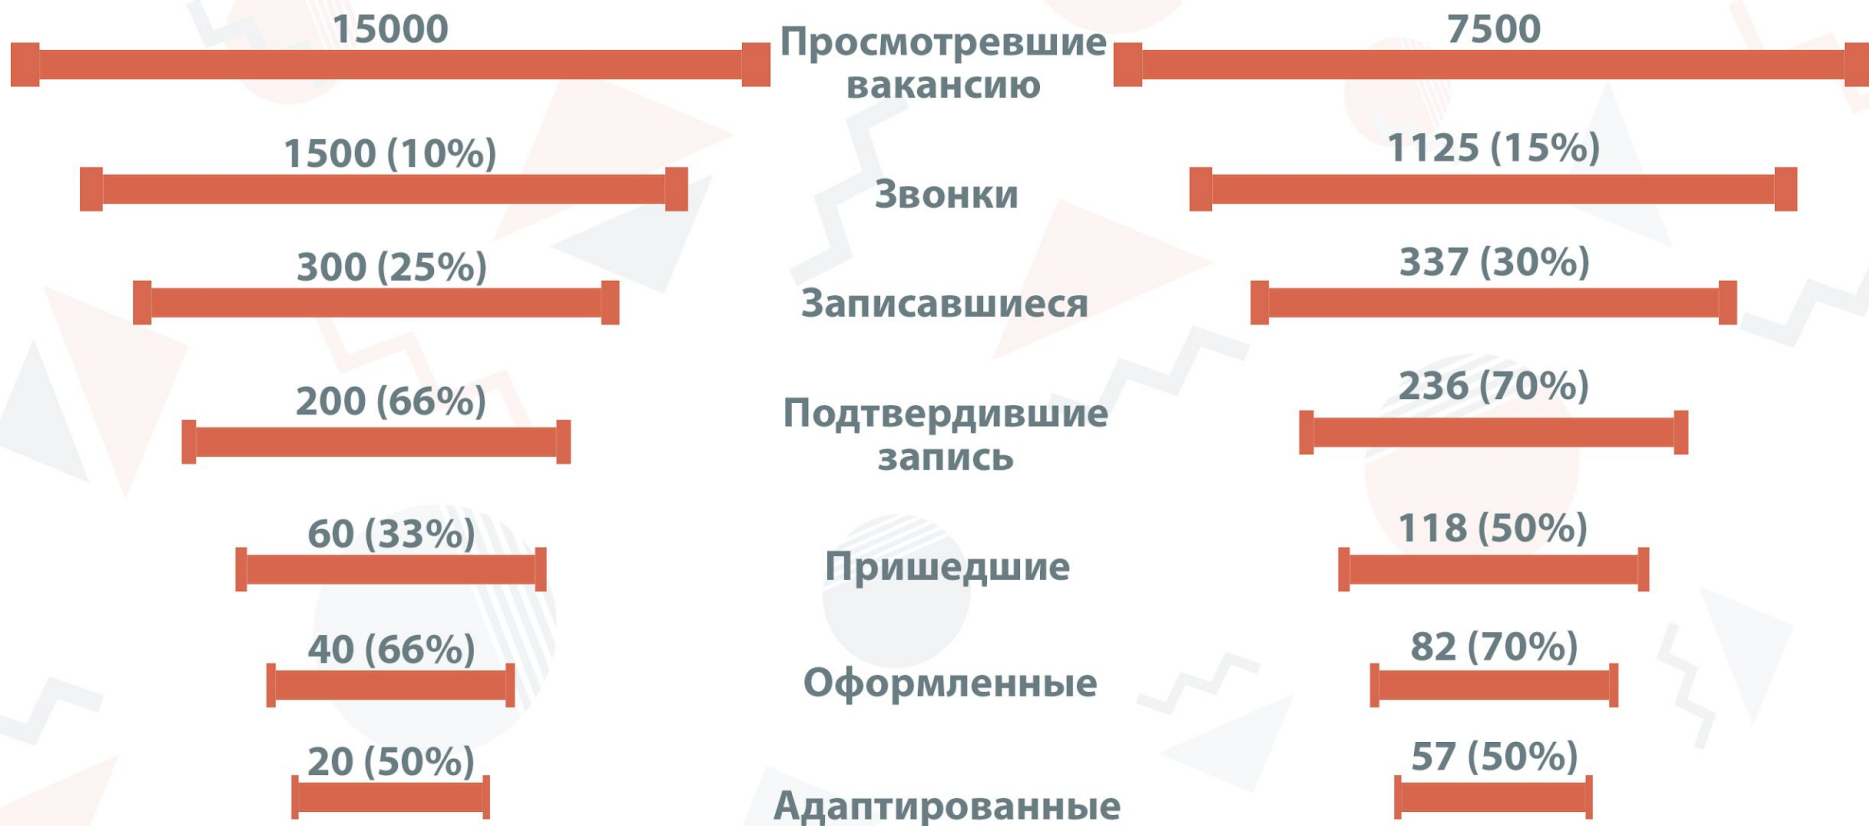 15000
Просмотревшие
вакансию
7500
1500 (10%)
Звонки
1125 (15%)
300 (25%)
Записавшиеся
337 (30%)
200 (66%)
Подтвердившие
запись
236 (70%)
60 (33%)
Пришедшие
118 (50%)
40 (66%)
Оформленные
82 (70%)
20 (50%)
Адаптированные
57 (50%)